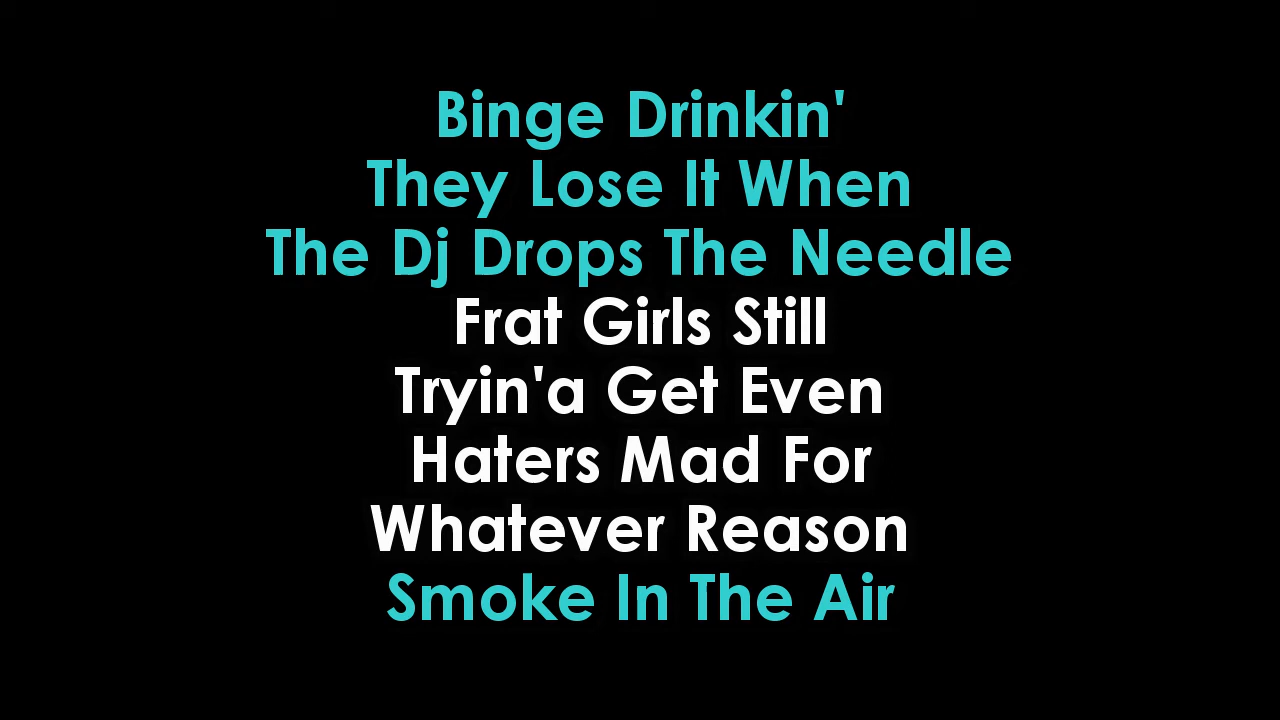 Binge Drinkin'
They Lose It When
The Dj Drops The Needle
Frat Girls Still
Tryin'a Get Even
Haters Mad For
Whatever Reason
Smoke In The Air